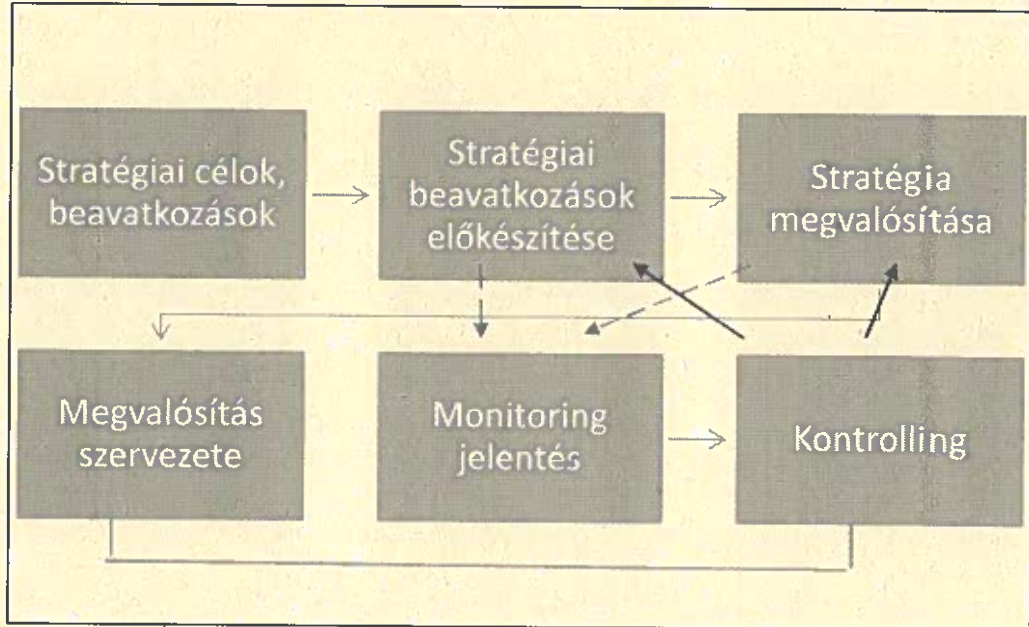 Stratégiai célok,
beavatkozások
Stratégiai
beavatkozások
előkészítése
Stratégia
megvalósítása
Megvalósítás
szervezete
Monitoring
jelentés
Kontrolling